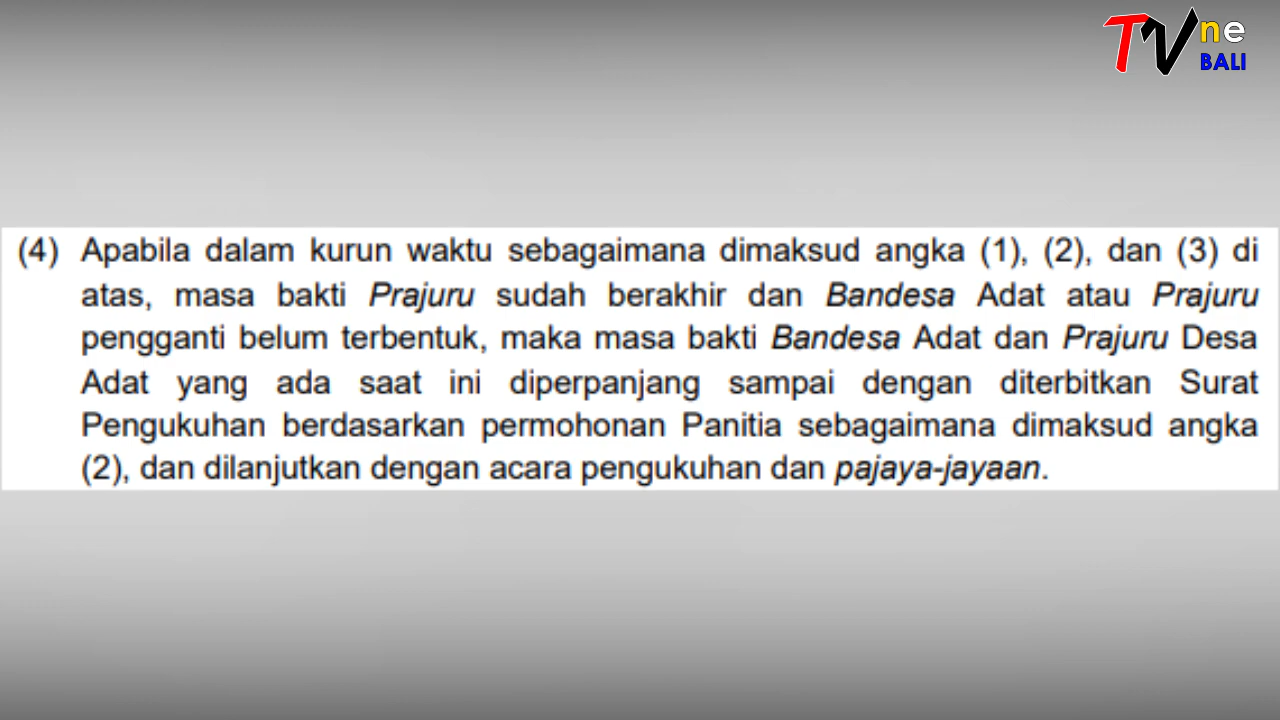 TVne
BALI
(4) Apabila dalam kurun waktu sebagaimana dimaksud angka (1), (2), dan (3) di
atas, masa bakti Prajuru sudah berakhir dan Bandesa Adat atau Prajuru
pengganti belum terbentuk, maka masa bakti Bandesa Adat dan Prajuru Desa
Adat yang ada saat ini diperpanjang sampai dengan diterbitkan Surat
Pengukuhan berdasarkan permohonan Panitia sebagaimana dimaksud angka
(2), dan dilanjutkan dengan acara pengukuhan dan pajaya-jayaan.